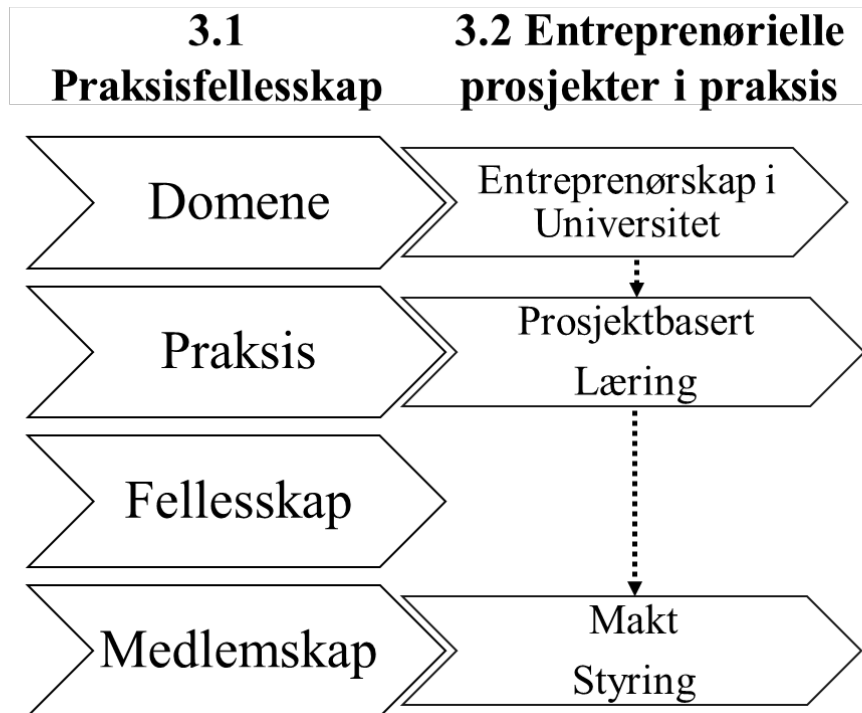 3.1
Praksisfellesskap
3.2 Entreprenørielle
prosjekter i praksis
Domene
Entreprenørskap i
Universitet
Praksis
Prosjektbasert
Læring
Fellesskap
Medlemskap
Makt
Styring